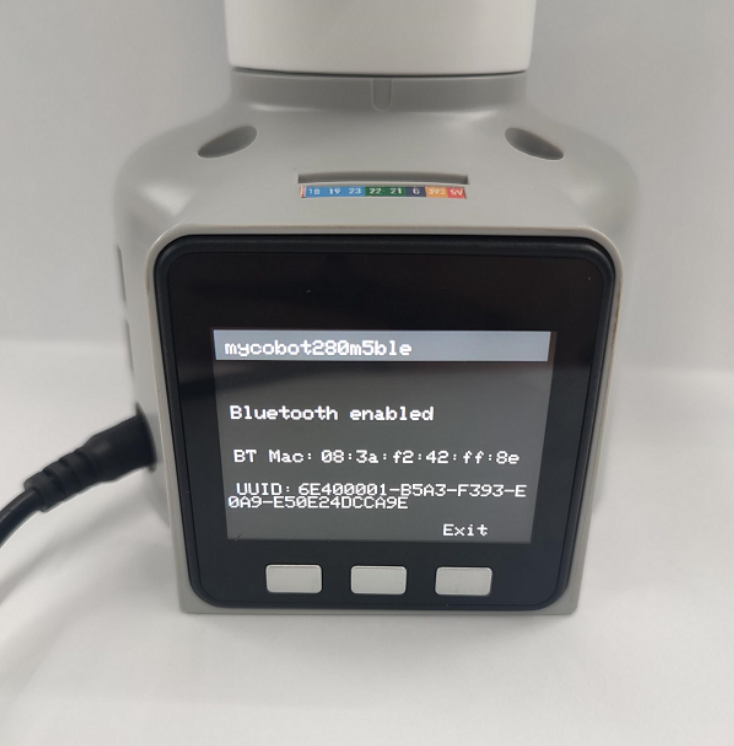 18 19 23 22 21 G 3V3 5V
mycobot280m5ble
Bluetooth enabled
BT Mac: 08:3a:f2:42:ff:8e
UUID: 6E400001-B5A3-F393-E
0A9-E50E24DCCA9E
Exit